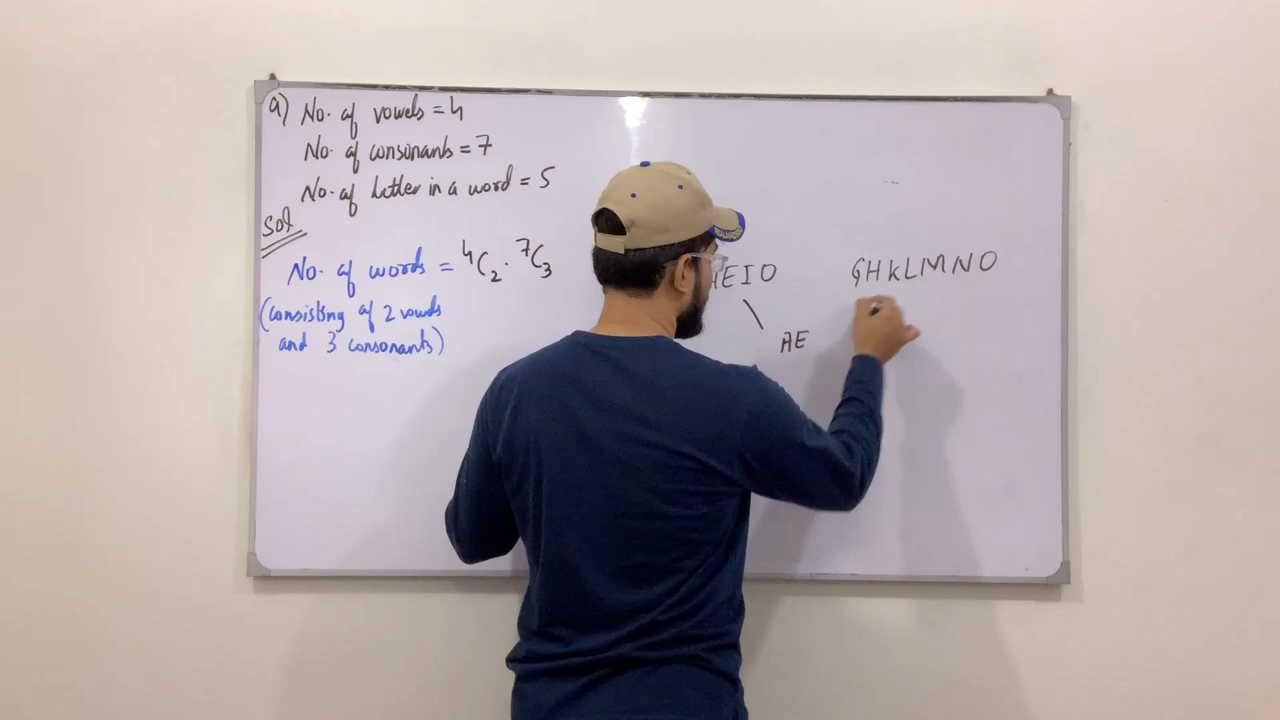 a) No. of vowels = 4
No. of consonants = 7
No. of letter in a word = 5
Sol
No. of words = ⁴C₂ . ⁷C₃
(consisting of 2 vowels
and 3 consonants)
EIO
AE
GHKLMNO